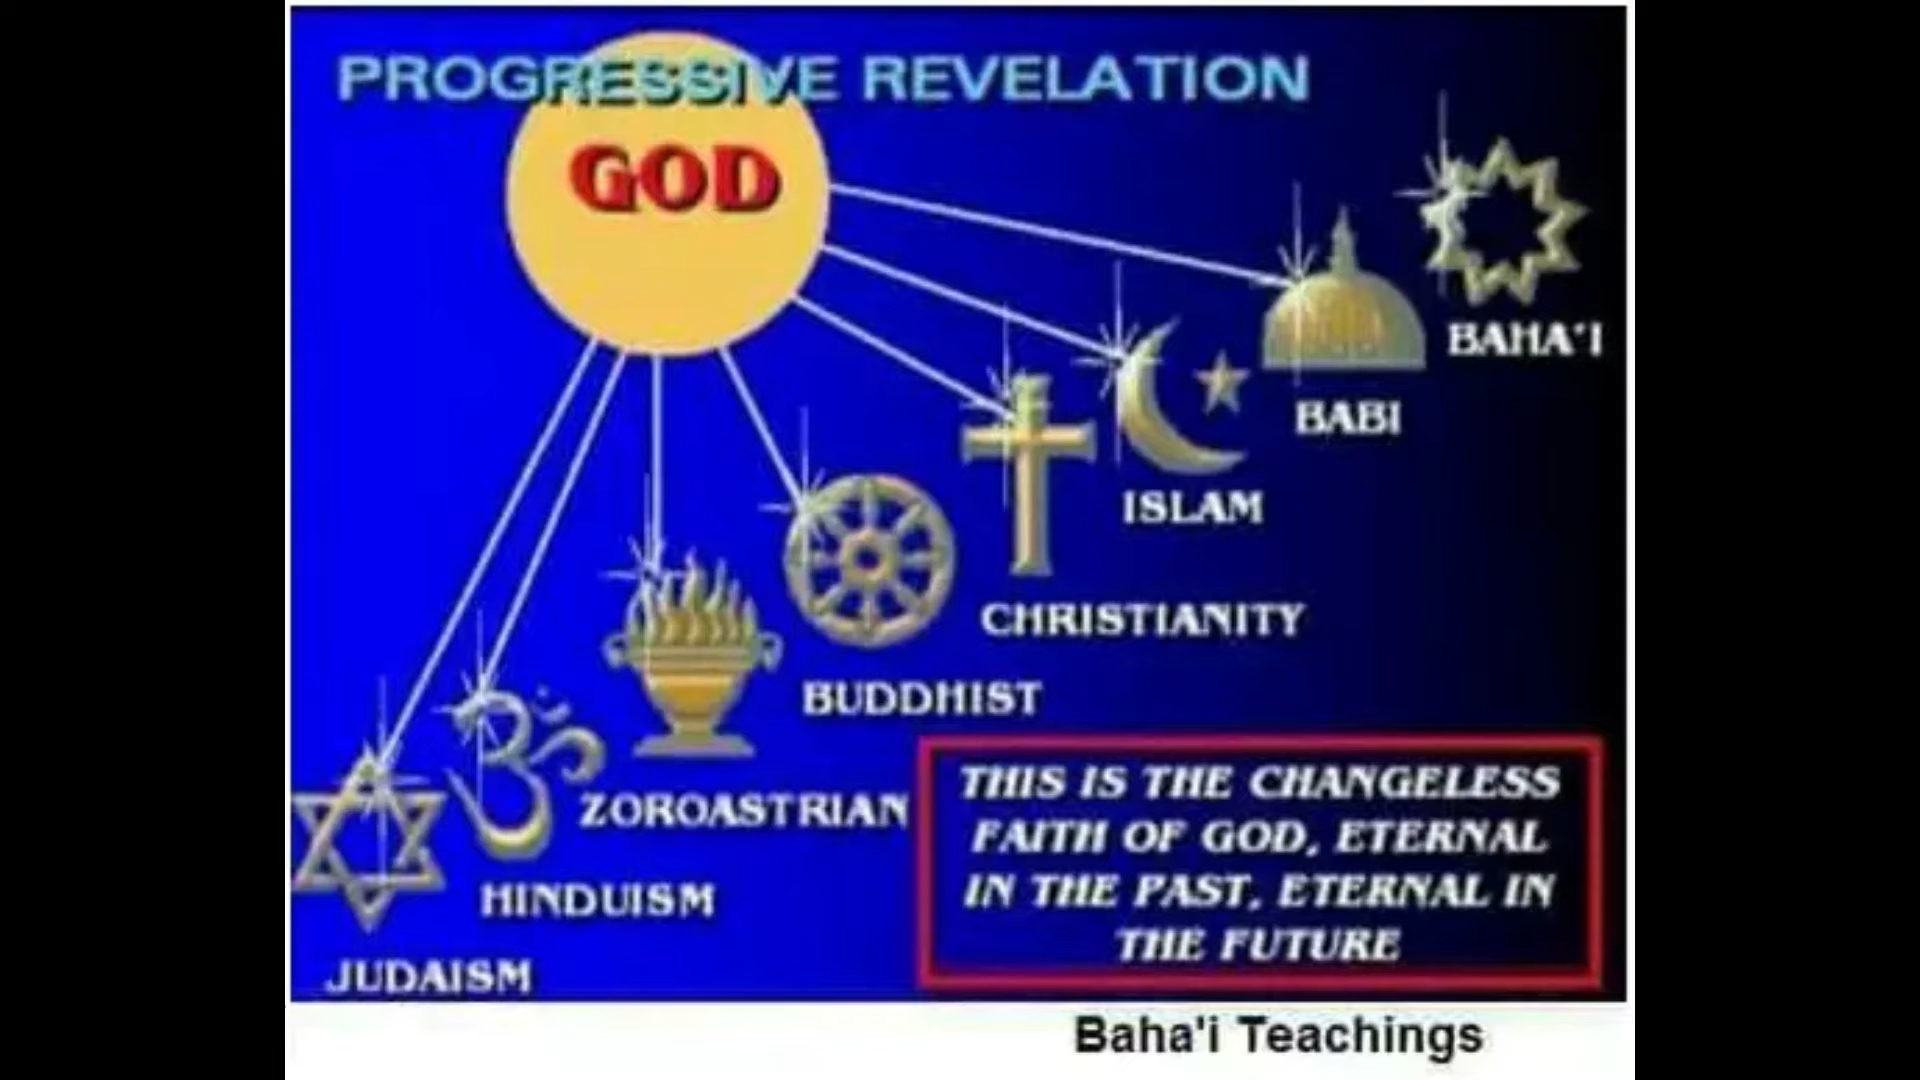 PROGRESSIVE REVELATION
GOD
BAHA'I
BABI
ISLAM
CHRISTIANITY
BUDDHIST
ZOROASTRIAN
HINDUISM
JUDAISM
THIS IS THE CHANGELESS
FAITH OF GOD, ETERNAL
IN THE PAST, ETERNAL IN
THE FUTURE
Baha'i Teachings